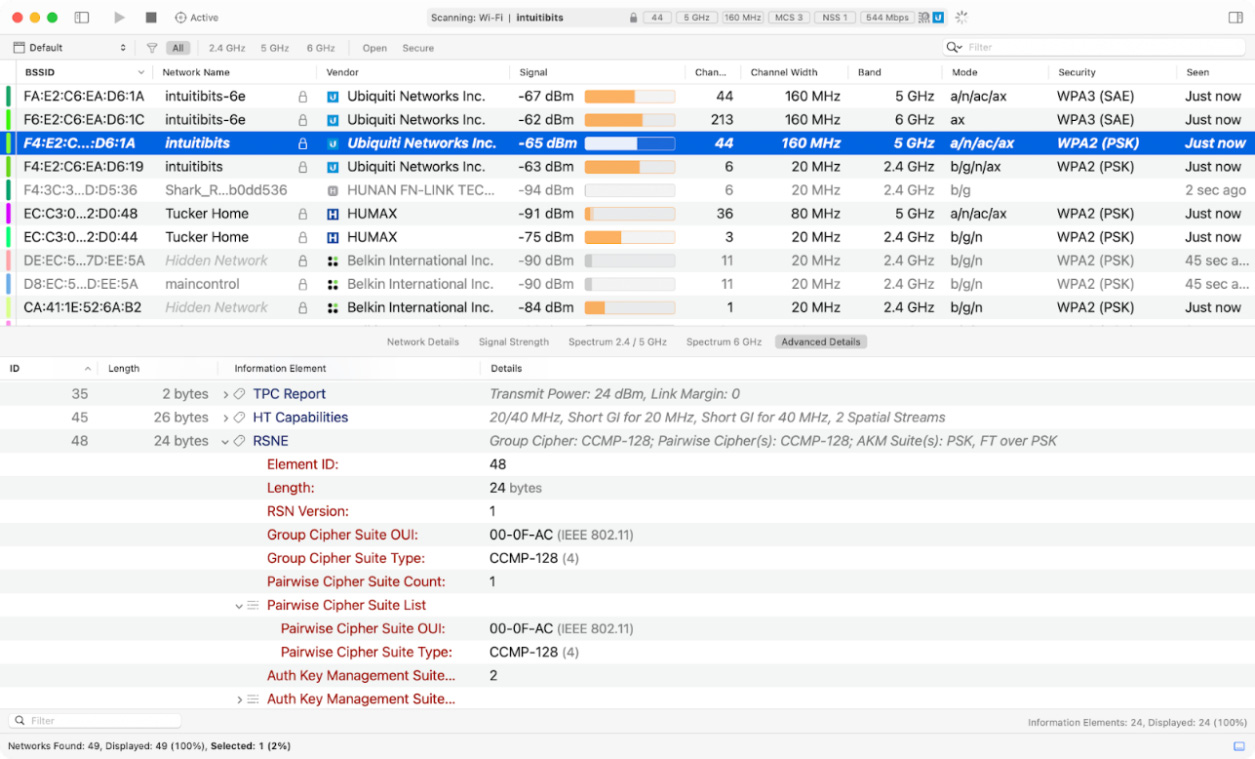 Active
Scanning: Wi-Fi | intuitibits 44 5 GHz 160 MHz MCS 3 NSS 1 544 Mbps
Default All 2.4 GHz 5 GHz 6 GHz Open Secure Filter
BSSID Network Name Vendor Signal Chan... Channel Width Band Mode Security Seen
FA:E2:C6:EA:D6:1A intuitibits-6e Ubiquiti Networks Inc. -67 dBm 44 160 MHz 5 GHz a/n/ac/ax WPA3 (SAE) Just now
F6:E2:C6:EA:D6:1C intuitibits-6e Ubiquiti Networks Inc. -62 dBm 213 160 MHz 6 GHz ax WPA3 (SAE) Just now
F4:E2:C...:D6:1A intuitibits Ubiquiti Networks Inc. -65 dBm 44 160 MHz 5 GHz a/n/ac/ax WPA2 (PSK) Just now
F4:E2:C6:EA:D6:19 intuitibits Ubiquiti Networks Inc. -63 dBm 6 20 MHz 2.4 GHz b/g/n/ax WPA2 (PSK) Just now
F4:3C:3...D:D5:36 Shark_R...b0dd536 HUNAN FN-LINK TEC... -94 dBm 6 20 MHz 2.4 GHz b/g 2 sec ago
EC:C3:0...2:D0:48 Tucker Home HUMAX -91 dBm 36 80 MHz 5 GHz a/n/ac/ax WPA2 (PSK) Just now
EC:C3:0...2:D0:44 Tucker Home HUMAX -75 dBm 3 20 MHz 2.4 GHz b/g/n WPA2 (PSK) Just now
DE:EC:5...7D:EE:5A Hidden Network Belkin International Inc. -90 dBm 11 20 MHz 2.4 GHz b/g/n WPA2 (PSK) 45 sec a...
D8:EC:5...D:EE:5A maincontrol Belkin International Inc. -90 dBm 11 20 MHz 2.4 GHz b/g/n WPA2 (PSK) 45 sec a...
CA:41:1E:52:6A:B2 Hidden Network Belkin International Inc. -84 dBm 1 20 MHz 2.4 GHz b/g/n WPA2 (PSK) Just now
Network Details Signal Strength Spectrum 2.4 / 5 GHz Spectrum 6 GHz Advanced Details
ID Length Information Element Details
35 2 bytes TPC Report Transmit Power: 24 dBm, Link Margin: 0
45 26 bytes HT Capabilities 20/40 MHz, Short GI for 20 MHz, Short GI for 40 MHz, 2 Spatial Streams
48 24 bytes RSNE Group Cipher: CCMP-128; Pairwise Cipher(s): CCMP-128; AKM Suite(s): PSK, FT over PSK
Element ID: 48
Length: 24 bytes
RSN Version: 1
Group Cipher Suite OUI: 00-0F-AC (IEEE 802.11)
Group Cipher Suite Type: CCMP-128 (4)
Pairwise Cipher Suite Count: 1
Pairwise Cipher Suite List
Pairwise Cipher Suite OUI: 00-0F-AC (IEEE 802.11)
Pairwise Cipher Suite Type: CCMP-128 (4)
Auth Key Management Suite... 2
Auth Key Management Suite...
Filter Information Elements: 24, Displayed: 24 (100%)
Networks Found: 49, Displayed: 49 (100%), Selected: 1 (2%)